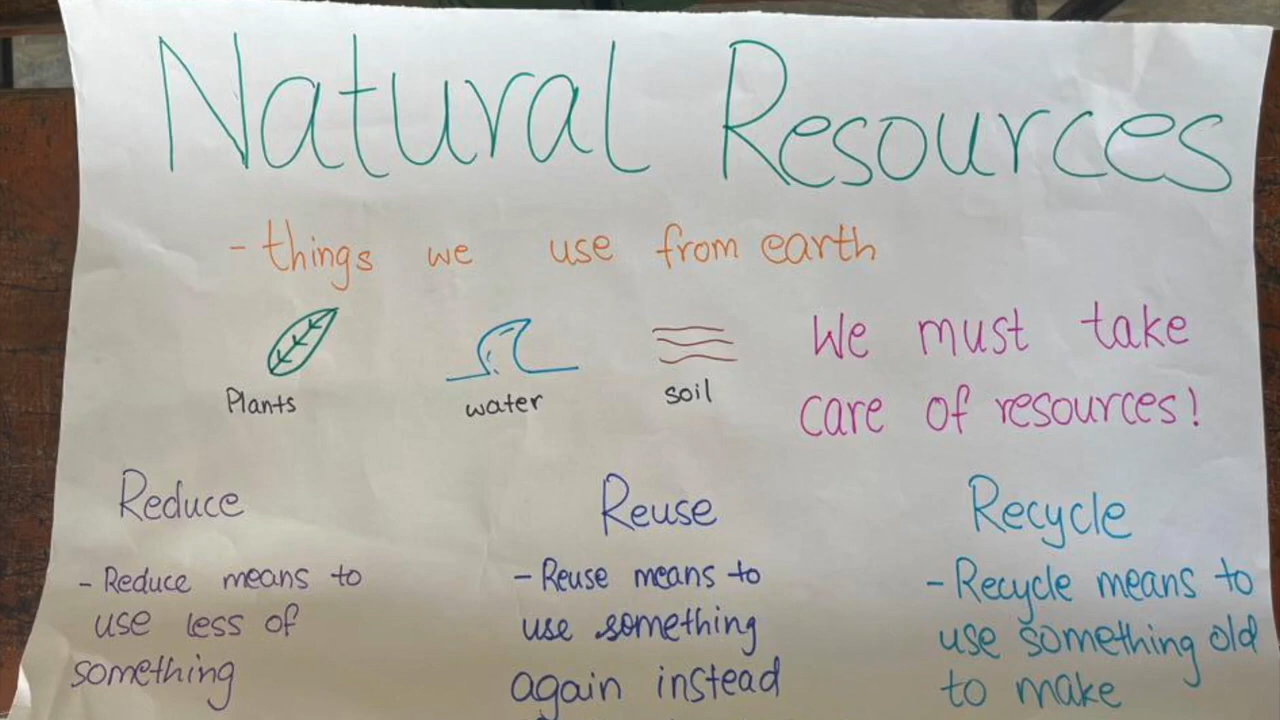 Natural Resources
- things we use from earth
Plants water soil
We must take
care of resources!
Reduce
- Reduce means to
use less of
something
Reuse
- Reuse means to
use something
again instead
Recycle
- Recycle means to
use something old
to make